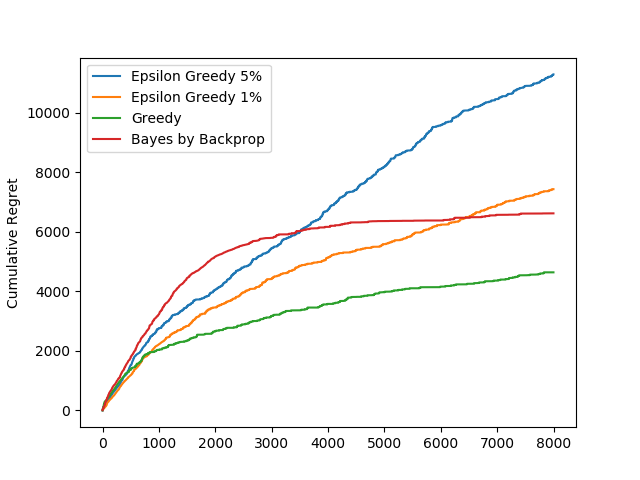 Epsilon Greedy 5%
Epsilon Greedy 1%
Greedy
Bayes by Backprop
10000
8000
6000
4000
2000
0
Cumulative Regret
0 1000 2000 3000 4000 5000 6000 7000 8000